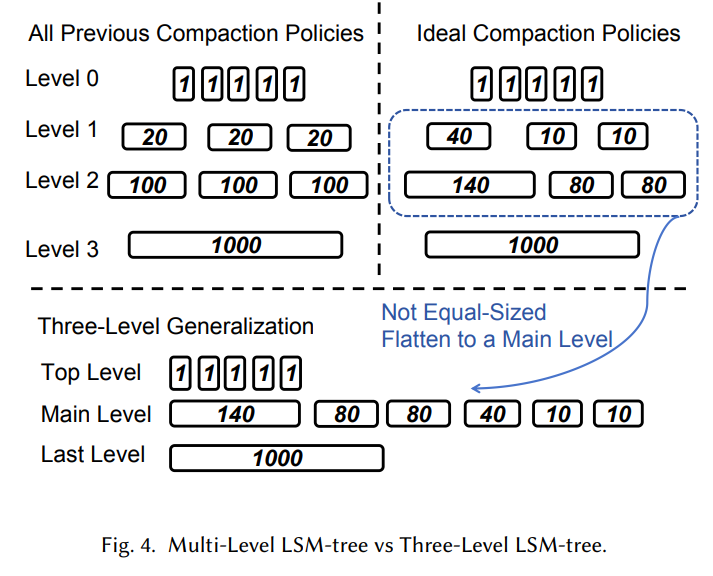 All Previous Compaction Policies
Level 0
1 1 1 1 1
Level 1
20 20 20
Level 2
100 100 100
Level 3
1000
Ideal Compaction Policies
1 1 1 1 1
40 10 10
140 80 80
1000
Not Equal-Sized
Flatten to a Main Level
Three-Level Generalization
Top Level
1 1 1 1 1
Main Level
140 80 80 40 10 10
Last Level
1000
Fig. 4. Multi-Level LSM-tree vs Three-Level LSM-tree.